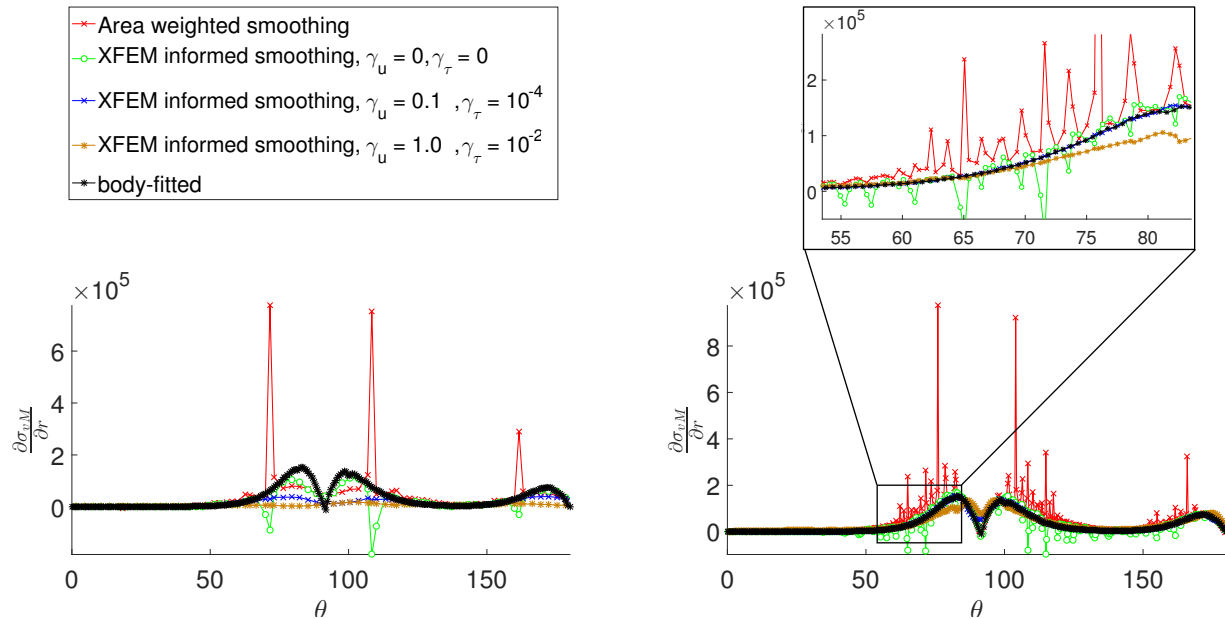 Area weighted smoothing
XFEM informed smoothing, γu = 0, γτ = 0
XFEM informed smoothing, γu = 0.1 , γτ = 10-4
XFEM informed smoothing, γu = 1.0 , γτ = 10-2
body-fitted
×10^5
2
1
0
55 60 65 70 75 80
×10^5
6
4
2
0
∂σvM
∂r
0 50 100 150
θ
×10^5
8
6
4
2
0
∂σvM
∂r
0 50 100 150
θ